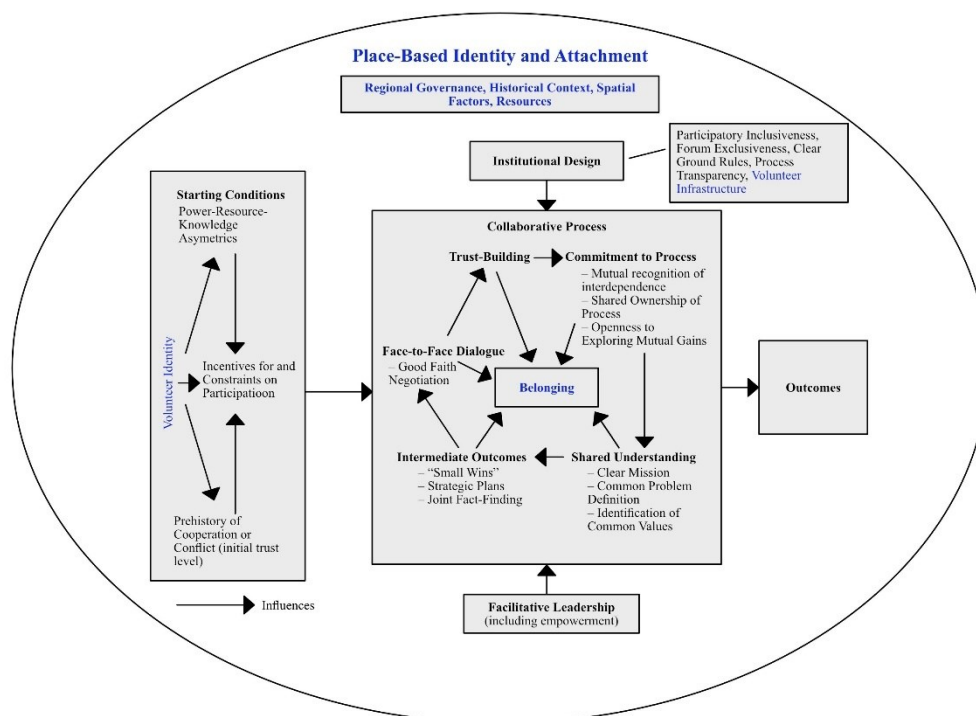 Place-Based Identity and Attachment
Regional Governance, Historical Context, Spatial
Factors, Resources
Institutional Design
Participatory Inclusiveness,
Forum Exclusiveness, Clear
Ground Rules, Process
Transparency, Volunteer
Infrastructure
Starting Conditions
Power-Resource-
Knowledge
Asymetrics
Volunteer Identity
Incentives for and
Constraints on
Participatioon
Prehistory of
Cooperation or
Conflict (initial trust
level)
Influences
Collaborative Process
Trust-Building
Commitment to Process
– Mutual recognition of
interdependence
– Shared Ownership of
Process
– Openness to
Exploring Mutual Gains
Face-to-Face Dialogue
– Good Faith
Negotiation
Belonging
Intermediate Outcomes
– “Small Wins”
– Strategic Plans
– Joint Fact-Finding
Shared Understanding
– Clear Mission
– Common Problem
Definition
– Identification of
Common Values
Outcomes
Facilitative Leadership
(including empowerment)